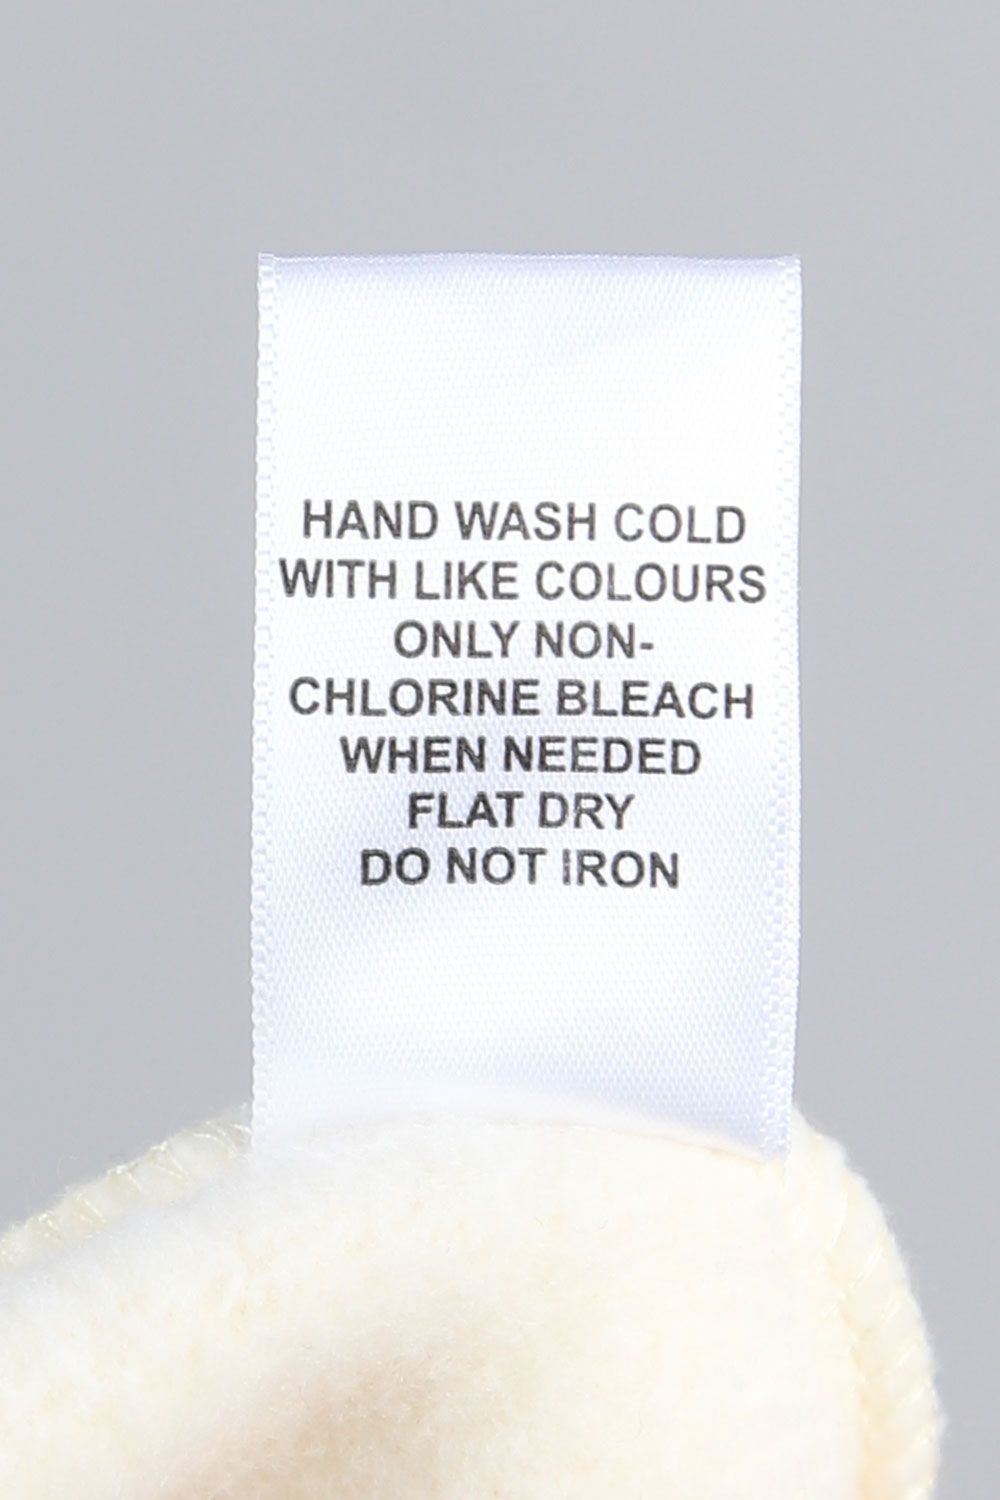 HAND WASH COLD
WITH LIKE COLOURS
ONLY NON-
CHLORINE BLEACH
WHEN NEEDED
FLAT DRY
DO NOT IRON